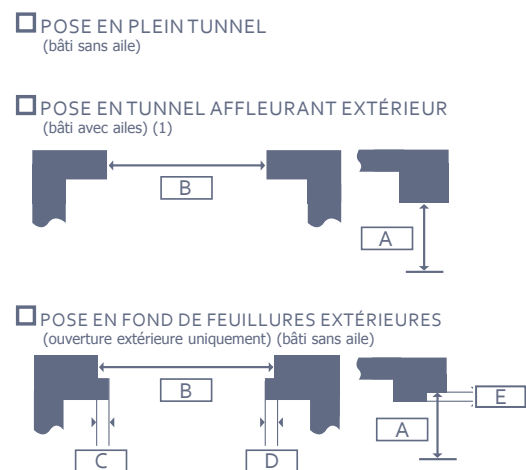 POSE EN PLEIN TUNNEL
(bâti sans aile)
POSE EN TUNNEL AFFLEURANT EXTÉRIEUR
(bâti avec ailes) (1)
B
A
POSE EN FOND DE FEUILLURES EXTÉRIEURES
(ouverture extérieure uniquement) (bâti sans aile)
B
E
A
C
D